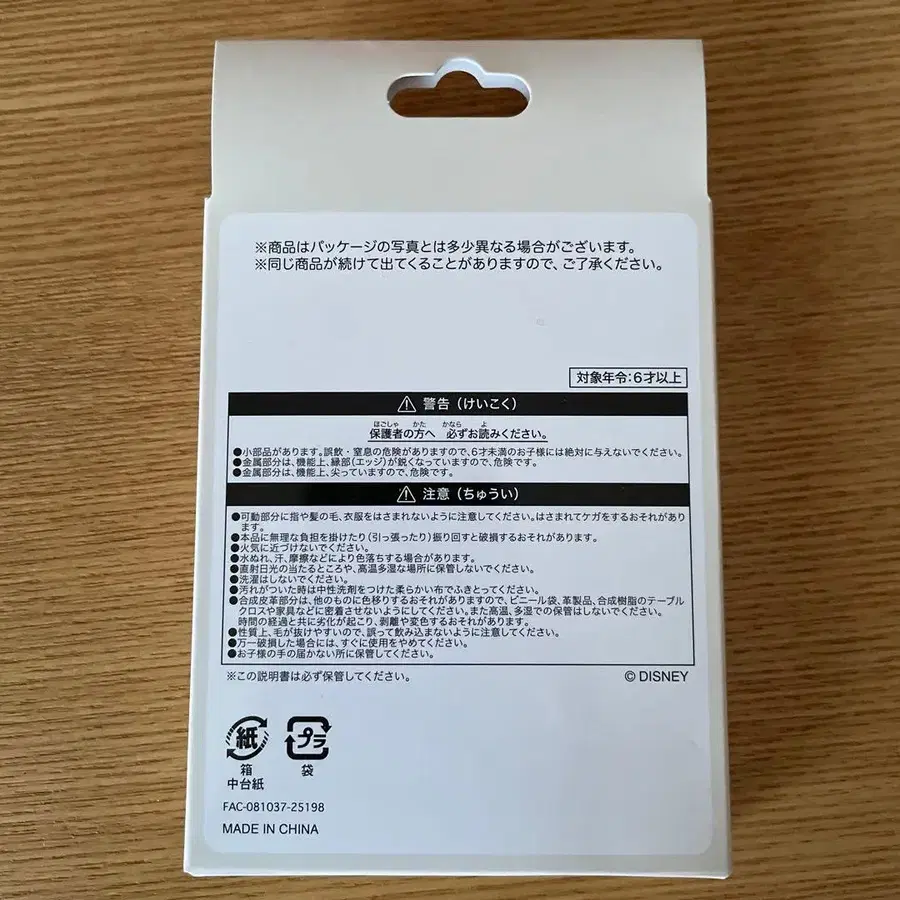 ※商品はパッケージの写真とは多少異なる場合がございます。
※同じ商品が続けて出てくることがありますので、ご了承ください。
対象年令:6才以上
警告(けいこく)
ほごしゃ かた かなら よ
保護者の方へ 必ずお読みください。
●小部品があります。誤飲・窒息の危険がありますので、6才未満のお子様には絶対に与えないでください。
●金属部分は、機能上、縁部(エッジ)が鋭くなっていますので、危険です。
●金属部分は、機能上、尖っていますので、危険です。
注意(ちゅうい)
●可動部分に指や髪の毛、衣服をはさまれないように注意してください。はさまれてケガをするおそれがあり
ます。
●本品に無理な負担を掛けたり(引っ張ったり)振り回すと破損するおそれがあります。
●火気に近づけないでください。
●水ぬれ、汗、摩擦などにより色落ちする場合があります。
●直射日光の当たるところや、高温多湿な場所に保管しないでください。
●洗濯はしないでください。
●汚れがついた時は中性洗剤をつけた柔らかい布でふきとってください。
●合成皮革部分は、他のものに色移りするおそれがありますので、ビニール袋、革製品、合成樹脂のテーブル
クロスや家具などに密着させないようにしてください。また高温、多湿での保管はしないでください。
時間の経過と共に劣化が起こり、剥離や変色するおそれがあります。
●性質上、毛が抜けやすいので、誤って飲み込まないように注意してください。
●万一破損した場合には、すぐに使用をやめてください。
●お子様の手の届かない所に保管してください。
※この説明書は必ず保管してください。
© DISNEY
紙
プラ
箱
袋
中台紙
FAC-081037-25198
MADE IN CHINA